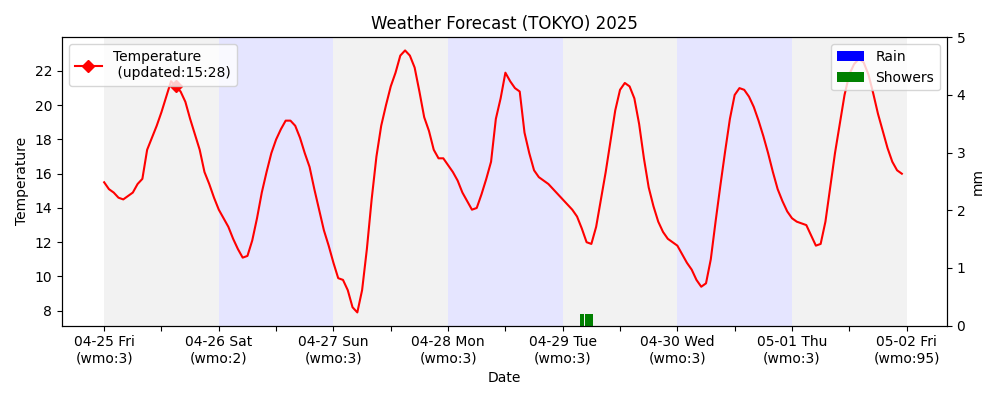 Weather Forecast (TOKYO) 2025
Temperature
(updated:15:28)
Rain
Showers
22
20
18
16
14
12
10
8
Temperature
5
4
3
2
1
0
mm
04-25 Fri
(wmo:3)
04-26 Sat
(wmo:2)
04-27 Sun
(wmo:3)
04-28 Mon
(wmo:3)
04-29 Tue
(wmo:3)
04-30 Wed
(wmo:3)
05-01 Thu
(wmo:3)
05-02 Fri
(wmo:95)
Date